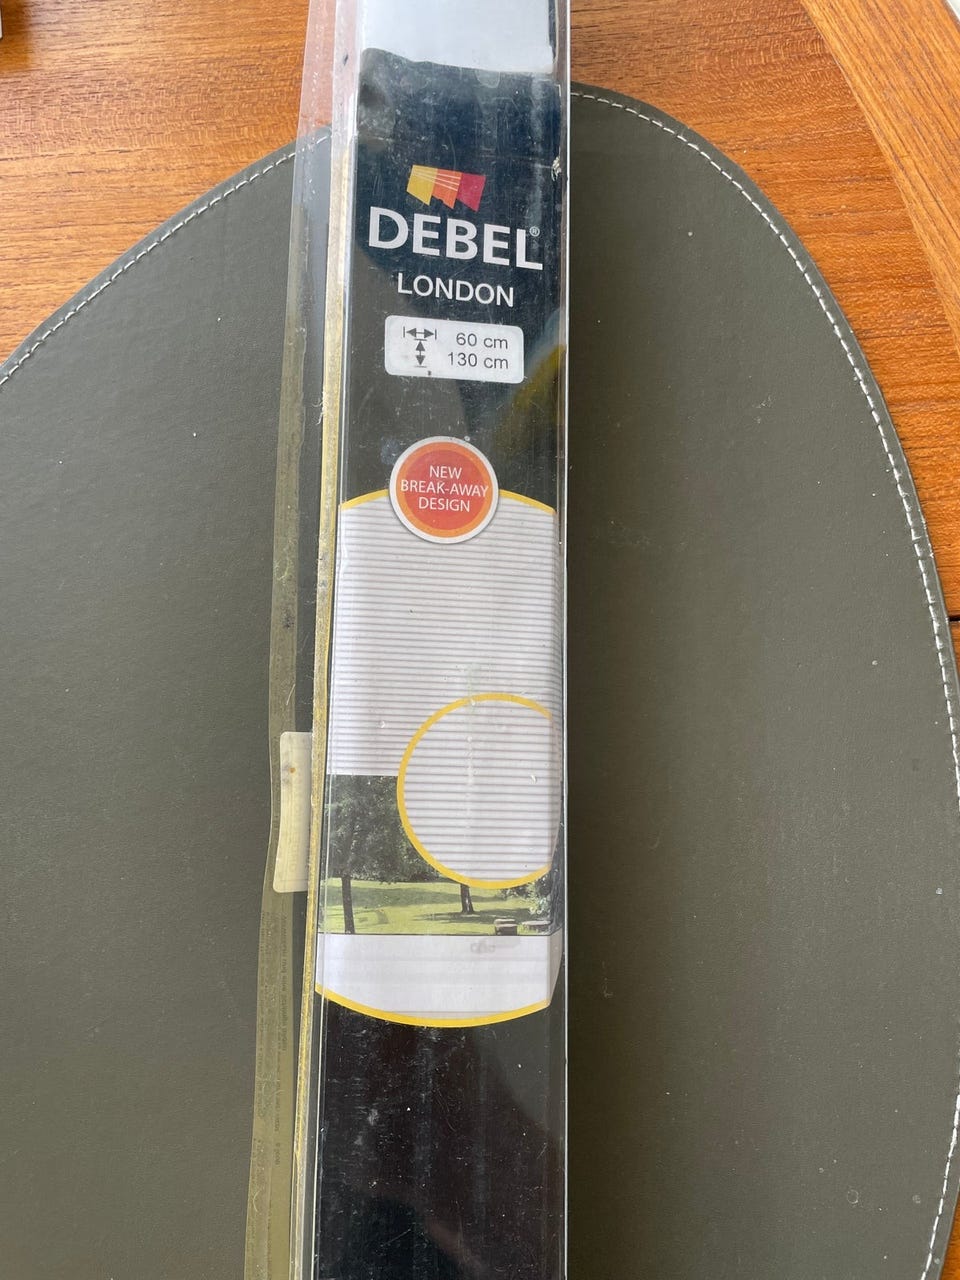 DEBEL®
LONDON
60 cm
130 cm
NEW
BREAK-AWAY
DESIGN